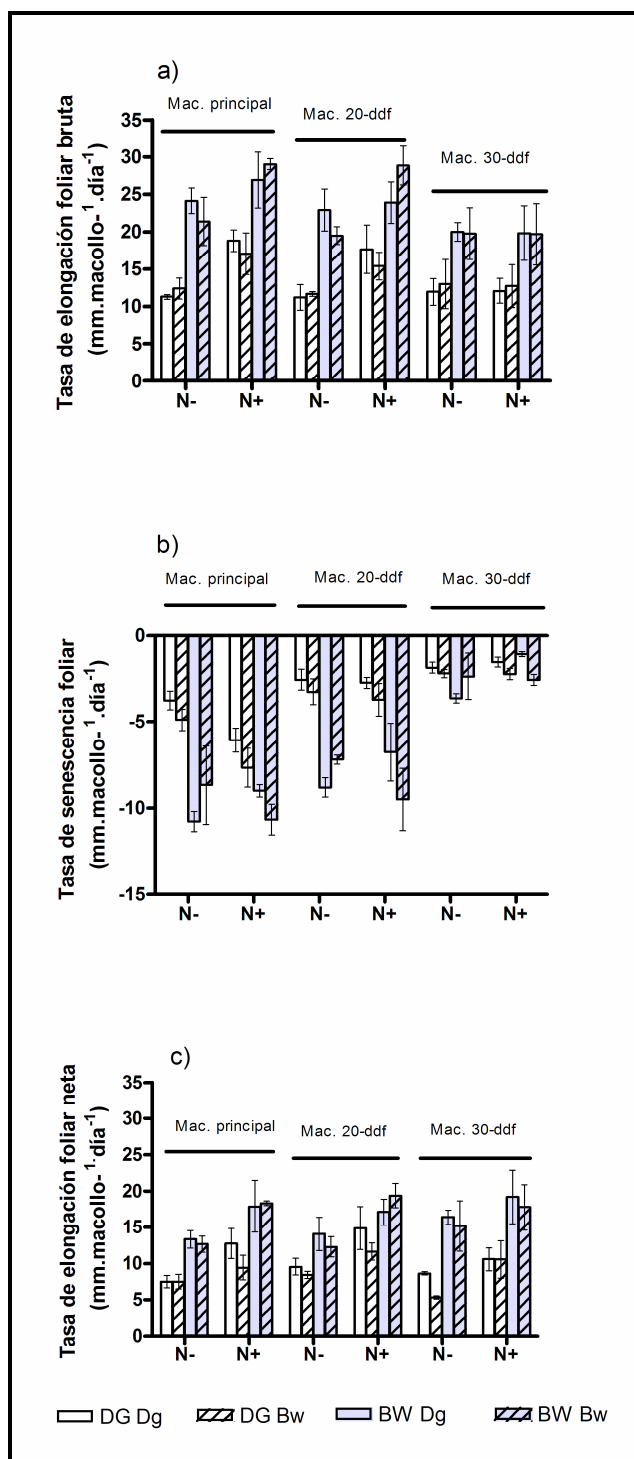 a)
Mac. principal
Mac. 20-ddf
Mac. 30-ddf
Tasa de elongación foliar bruta
(mm.macollo-¹.día⁻¹)
35
30
25
20
15
10
5
0
N- N+ N- N+ N- N+
b)
Mac. principal
Mac. 20-ddf
Mac. 30-ddf
Tasa de senescencia foliar
(mm.macollo-¹.día⁻¹)
0
-5
-10
-15
N- N+ N- N+ N- N+
c)
Mac. principal
Mac. 20-ddf
Mac. 30-ddf
Tasa de elongación foliar neta
(mm.macollo-¹.día⁻¹)
35
30
25
20
15
10
5
0
N- N+ N- N+ N- N+
DG Dg DG Bw BW Dg BW Bw